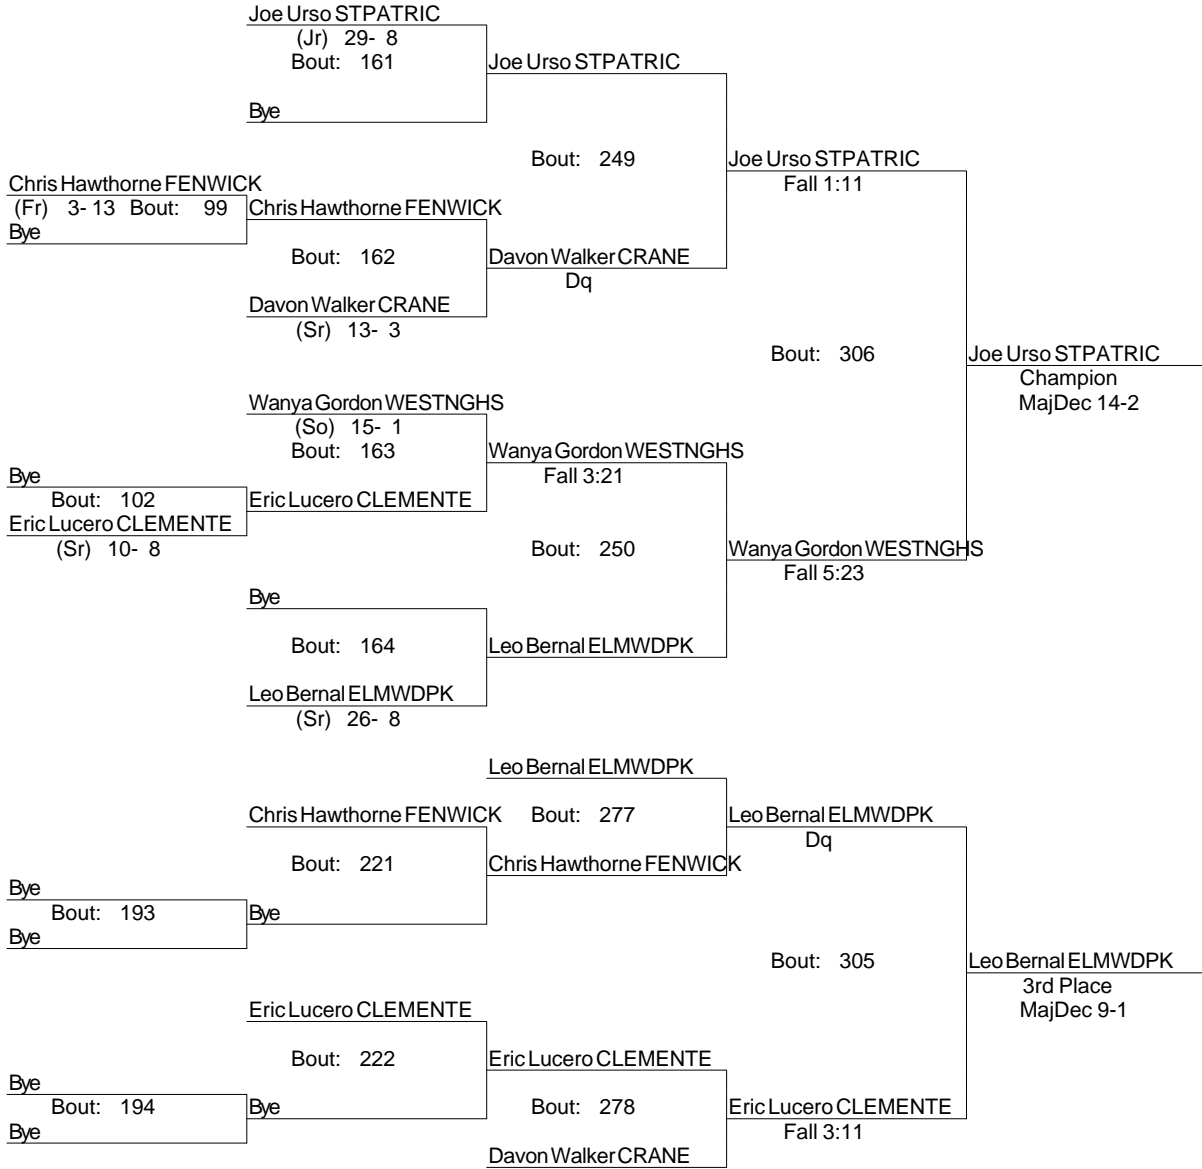 Joe Urso STPATRIC
(Jr) 29- 8
Bout: 161
Joe Urso STPATRIC
Bye
Bout: 249
Joe Urso STPATRIC
Fall 1:11
Chris Hawthorne FENWICK
(Fr) 3- 13 Bout: 99
Chris Hawthorne FENWICK
Bye
Bout: 162
Davon Walker CRANE
Dq
Davon Walker CRANE
(Sr) 13- 3
Bout: 306
Joe Urso STPATRIC
Champion
MajDec 14-2
Wanya Gordon WESTNGHS
(So) 15- 1
Bout: 163
Wanya Gordon WESTNGHS
Fall 3:21
Bye
Bout: 102
Eric Lucero CLEMENTE
Eric Lucero CLEMENTE
(Sr) 10- 8
Bout: 250
Wanya Gordon WESTNGHS
Fall 5:23
Bye
Bout: 164
Leo Bernal ELMWDPK
Leo Bernal ELMWDPK
(Sr) 26- 8
Leo Bernal ELMWDPK
Chris Hawthorne FENWICK
Bout: 277
Leo Bernal ELMWDPK
Dq
Bout: 221
Chris Hawthorne FENWICK
Bye
Bout: 193
Bye
Bye
Bout: 305
Leo Bernal ELMWDPK
3rd Place
MajDec 9-1
Eric Lucero CLEMENTE
Bout: 222
Eric Lucero CLEMENTE
Bye
Bout: 194
Bye
Bye
Bout: 278
Eric Lucero CLEMENTE
Fall 3:11
Davon Walker CRANE